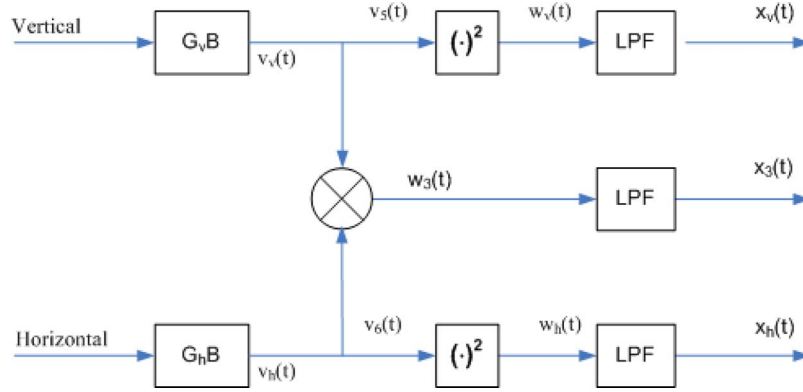 Vertical
GᵥB
vᵥ(t)
v₅(t)
(·)²
wᵥ(t)
LPF
xᵥ(t)
w₃(t)
LPF
x₃(t)
Horizontal
GₕB
vₕ(t)
v₆(t)
(·)²
wₕ(t)
LPF
xₕ(t)